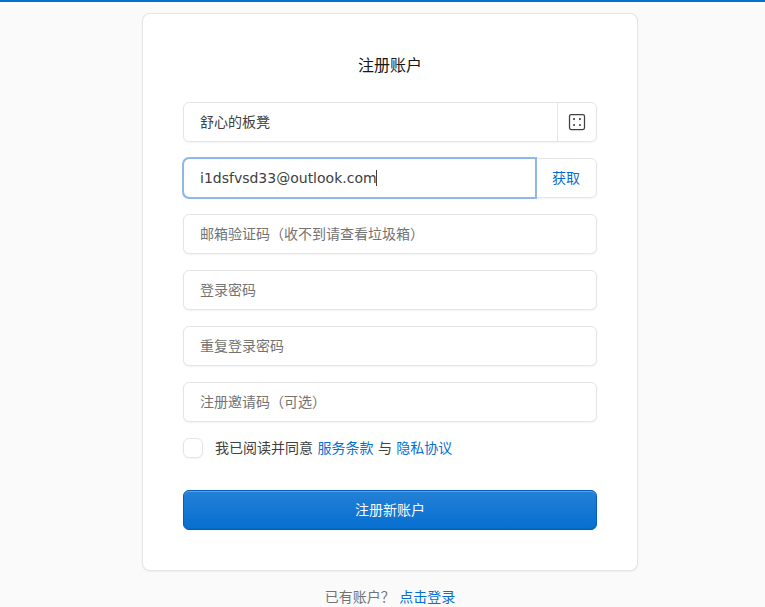 注册账户
舒心的板凳
i1dsfvsd33@outlook.com 获取
邮箱验证码（收不到请查看垃圾箱）
登录密码
重复登录密码
注册邀请码（可选）
我已阅读并同意 服务条款 与 隐私协议
注册新账户
已有账户？ 点击登录